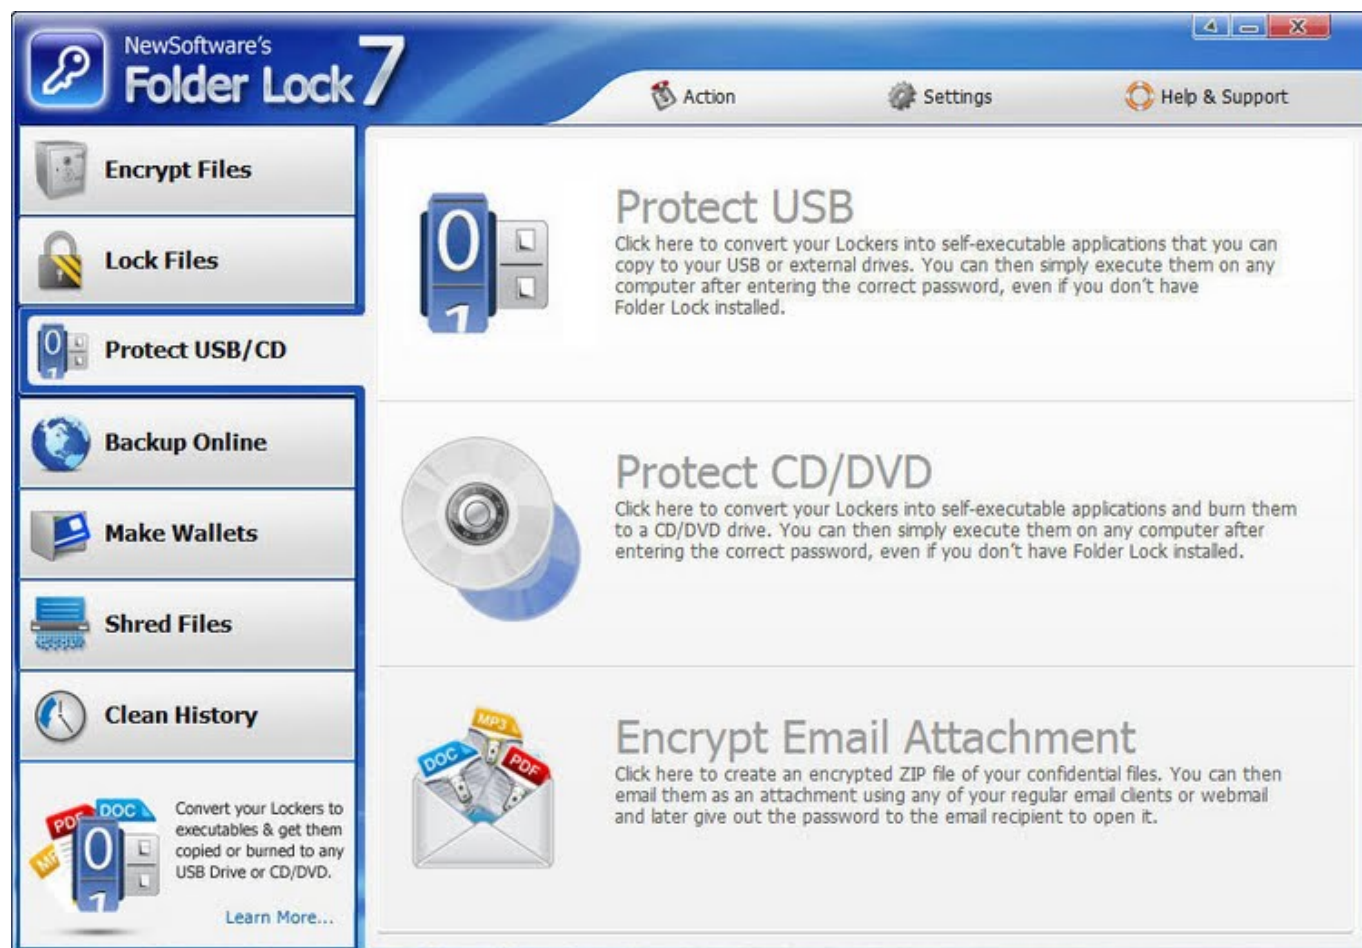 NewSoftware's
Folder Lock 7
Action
Settings
Help & Support
Encrypt Files
Lock Files
Protect USB/CD
Backup Online
Make Wallets
Shred Files
Clean History
PDF DOC
MP
0
1
Convert your Lockers to
executables & get them
copied or burned to any
USB Drive or CD/DVD.
Learn More...
0
1
Protect USB
Click here to convert your Lockers into self-executable applications that you can
copy to your USB or external drives. You can then simply execute them on any
computer after entering the correct password, even if you don't have
Folder Lock installed.
Protect CD/DVD
Click here to convert your Lockers into self-executable applications and burn them
to a CD/DVD drive. You can then simply execute them on any computer after
entering the correct password, even if you don't have Folder Lock installed.
MP3
DOC
PDF
Encrypt Email Attachment
Click here to create an encrypted ZIP file of your confidential files. You can then
email them as an attachment using any of your regular email clients or webmail
and later give out the password to the email recipient to open it.